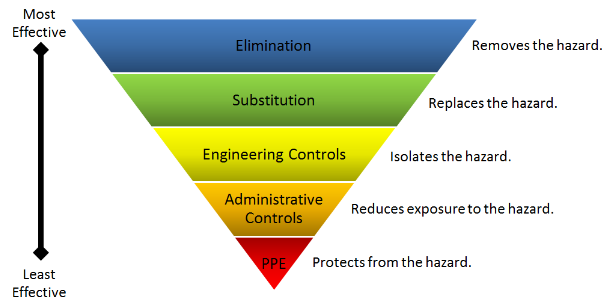 Most
Effective
Elimination
Removes the hazard.
Substitution
Replaces the hazard.
Engineering Controls
Isolates the hazard.
Administrative
Controls
Reduces exposure to the hazard.
PPE
Protects from the hazard.
Least
Effective